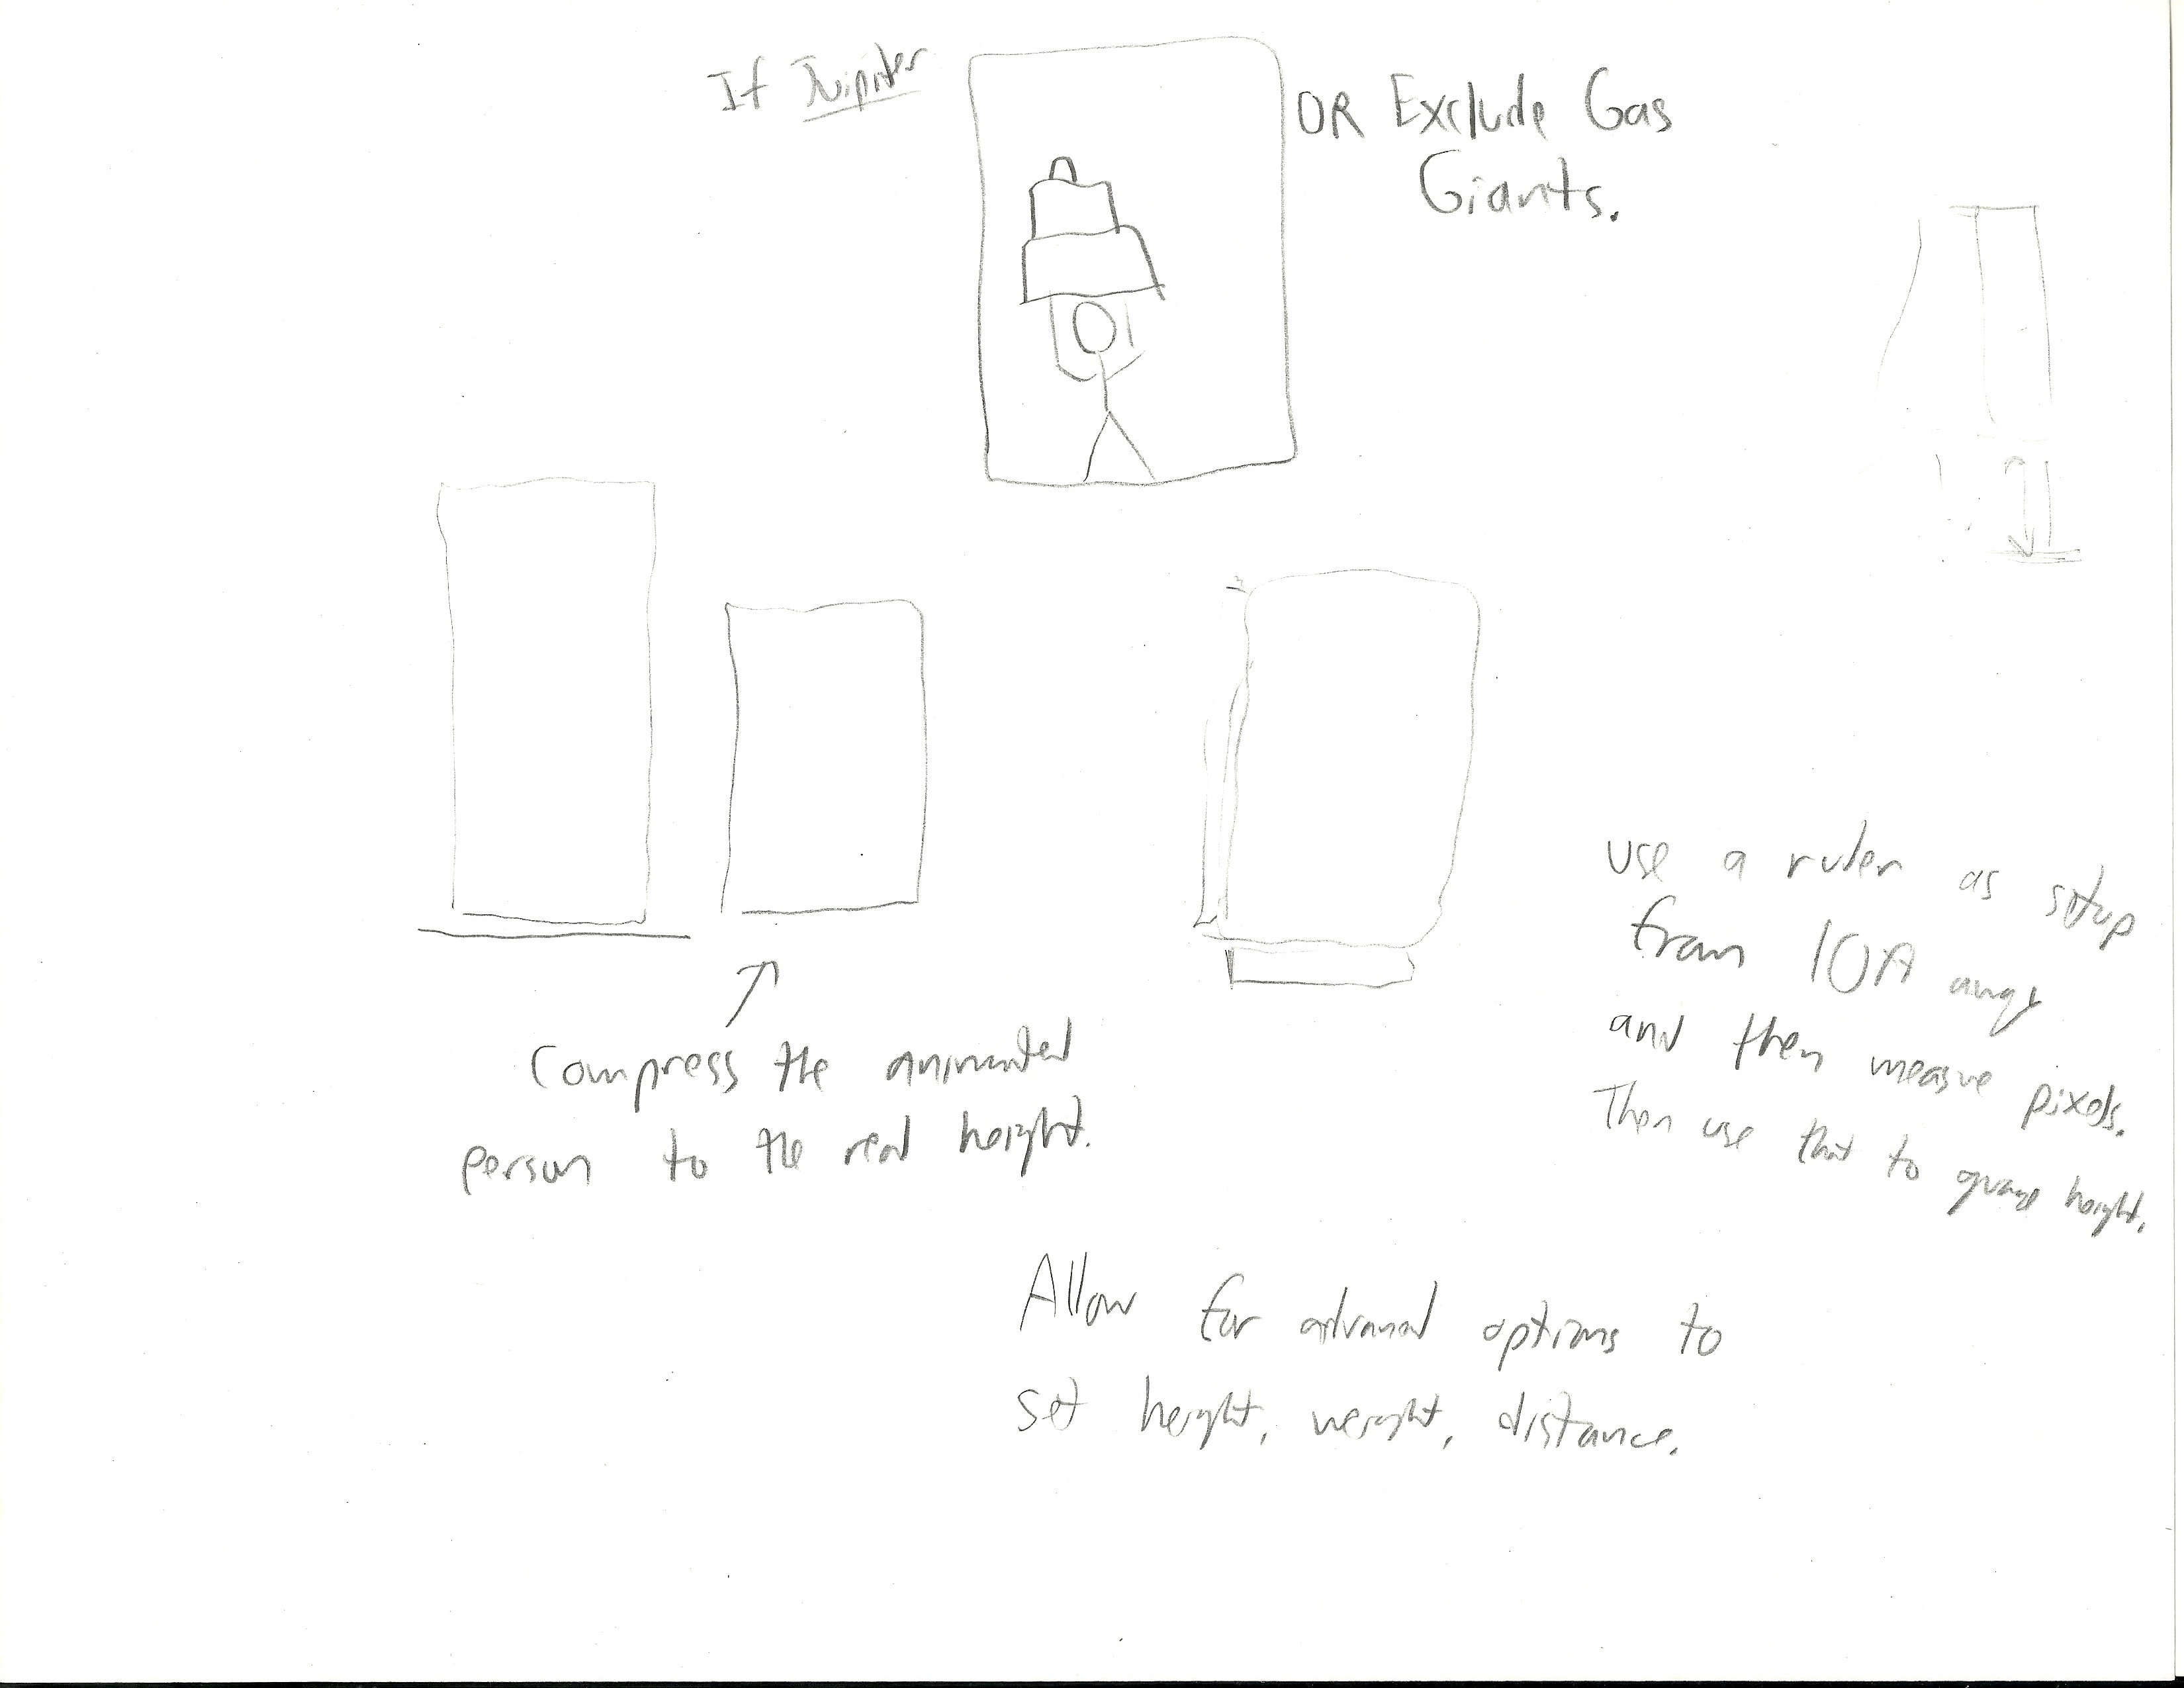 If Juipiter
OR Exclude Gas
Giants.
Compress the animated
person to the real height.
Use a ruler as setup
from 10ft away
and then measure pixels.
Then use that to height.
Allow for advanced options to
set height, weight, distance.